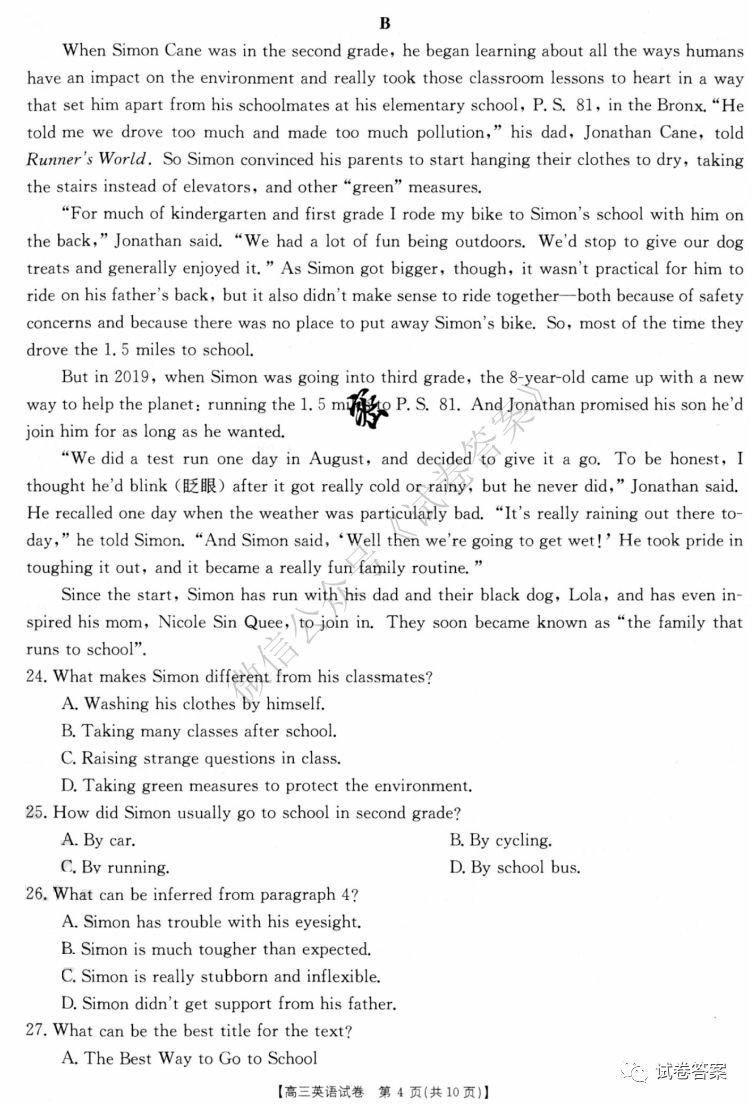 B
When Simon Cane was in the second grade, he began learning about all the ways humans
have an impact on the environment and really took those classroom lessons to heart in a way
that set him apart from his schoolmates at his elementary school, P. S. 81, in the Bronx. “He
told me we drove too much and made too much pollution,” his dad, Jonathan Cane, told
Runner's World. So Simon convinced his parents to start hanging their clothes to dry, taking
the stairs instead of elevators, and other “green” measures.
“For much of kindergarten and first grade I rode my bike to Simon's school with him on
the back,” Jonathan said. “We had a lot of fun being outdoors. We'd stop to give our dog
treats and generally enjoyed it.” As Simon got bigger, though, it wasn't practical for him to
ride on his father's back, but it also didn't make sense to ride together—both because of safety
concerns and because there was no place to put away Simon's bike. So, most of the time they
drove the 1.5 miles to school.
But in 2019, when Simon was going into third grade, the 8-year-old came up with a new
way to help the planet: running the 1.5 to P. S. 81. And Jonathan promised his son he'd
join him for as long as he wanted.
“We did a test run one day in August, and decided to give it a go. To be honest, I
thought he'd blink (眨眼) after it got really cold or rainy, but he never did,” Jonathan said.
He recalled one day when the weather was particularly bad. “It's really raining out there to-
day,” he told Simon. “And Simon said, ‘Well then we're going to get wet!’ He took pride in
toughing it out, and it became a really fun family routine.”
Since the start, Simon has run with his dad and their black dog, Lola, and has even in-
spired his mom, Nicole Sin Quee, to join in. They soon became known as “the family that
runs to school”.
24. What makes Simon different from his classmates?
A. Washing his clothes by himself.
B. Taking many classes after school.
C. Raising strange questions in class.
D. Taking green measures to protect the environment.
25. How did Simon usually go to school in second grade?
A. By car. B. By cycling.
C. By running. D. By school bus.
26. What can be inferred from paragraph 4?
A. Simon has trouble with his eyesight.
B. Simon is much tougher than expected.
C. Simon is really stubborn and inflexible.
D. Simon didn't get support from his father.
27. What can be the best title for the text?
A. The Best Way to Go to School
【高三英语试卷 第 4 页(共 10 页)】
微信公众号《试卷答案》
试卷答案